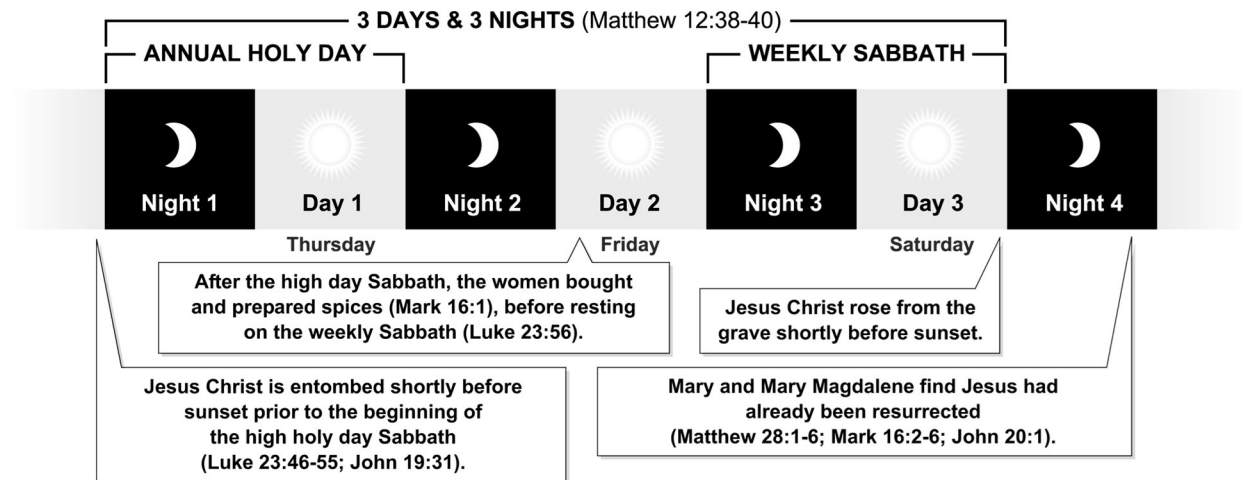 3 DAYS & 3 NIGHTS (Matthew 12:38-40)
ANNUAL HOLY DAY
WEEKLY SABBATH
Night 1
Day 1
Night 2
Day 2
Night 3
Day 3
Night 4
Thursday
Friday
Saturday
After the high day Sabbath, the women bought
and prepared spices (Mark 16:1), before resting
on the weekly Sabbath (Luke 23:56).
Jesus Christ rose from the
grave shortly before sunset.
Jesus Christ is entombed shortly before
sunset prior to the beginning of
the high holy day Sabbath
(Luke 23:46-55; John 19:31).
Mary and Mary Magdalene find Jesus had
already been resurrected
(Matthew 28:1-6; Mark 16:2-6; John 20:1).